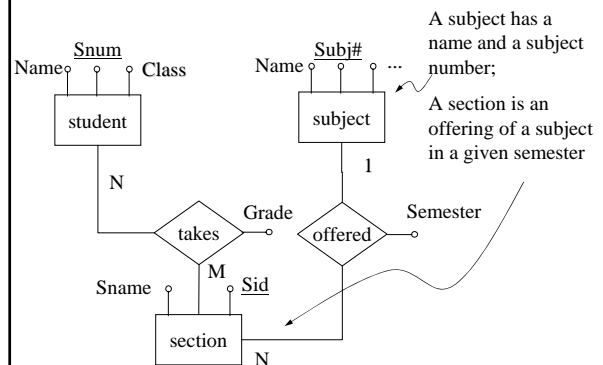 A subject has a
name and a subject
number;
A section is an
offering of a subject
in a given semester
Snum
Name
Class
student
Subj#
Name
...
subject
N
1
takes
Grade
offered
Semester
M
Sname
Sid
section
N